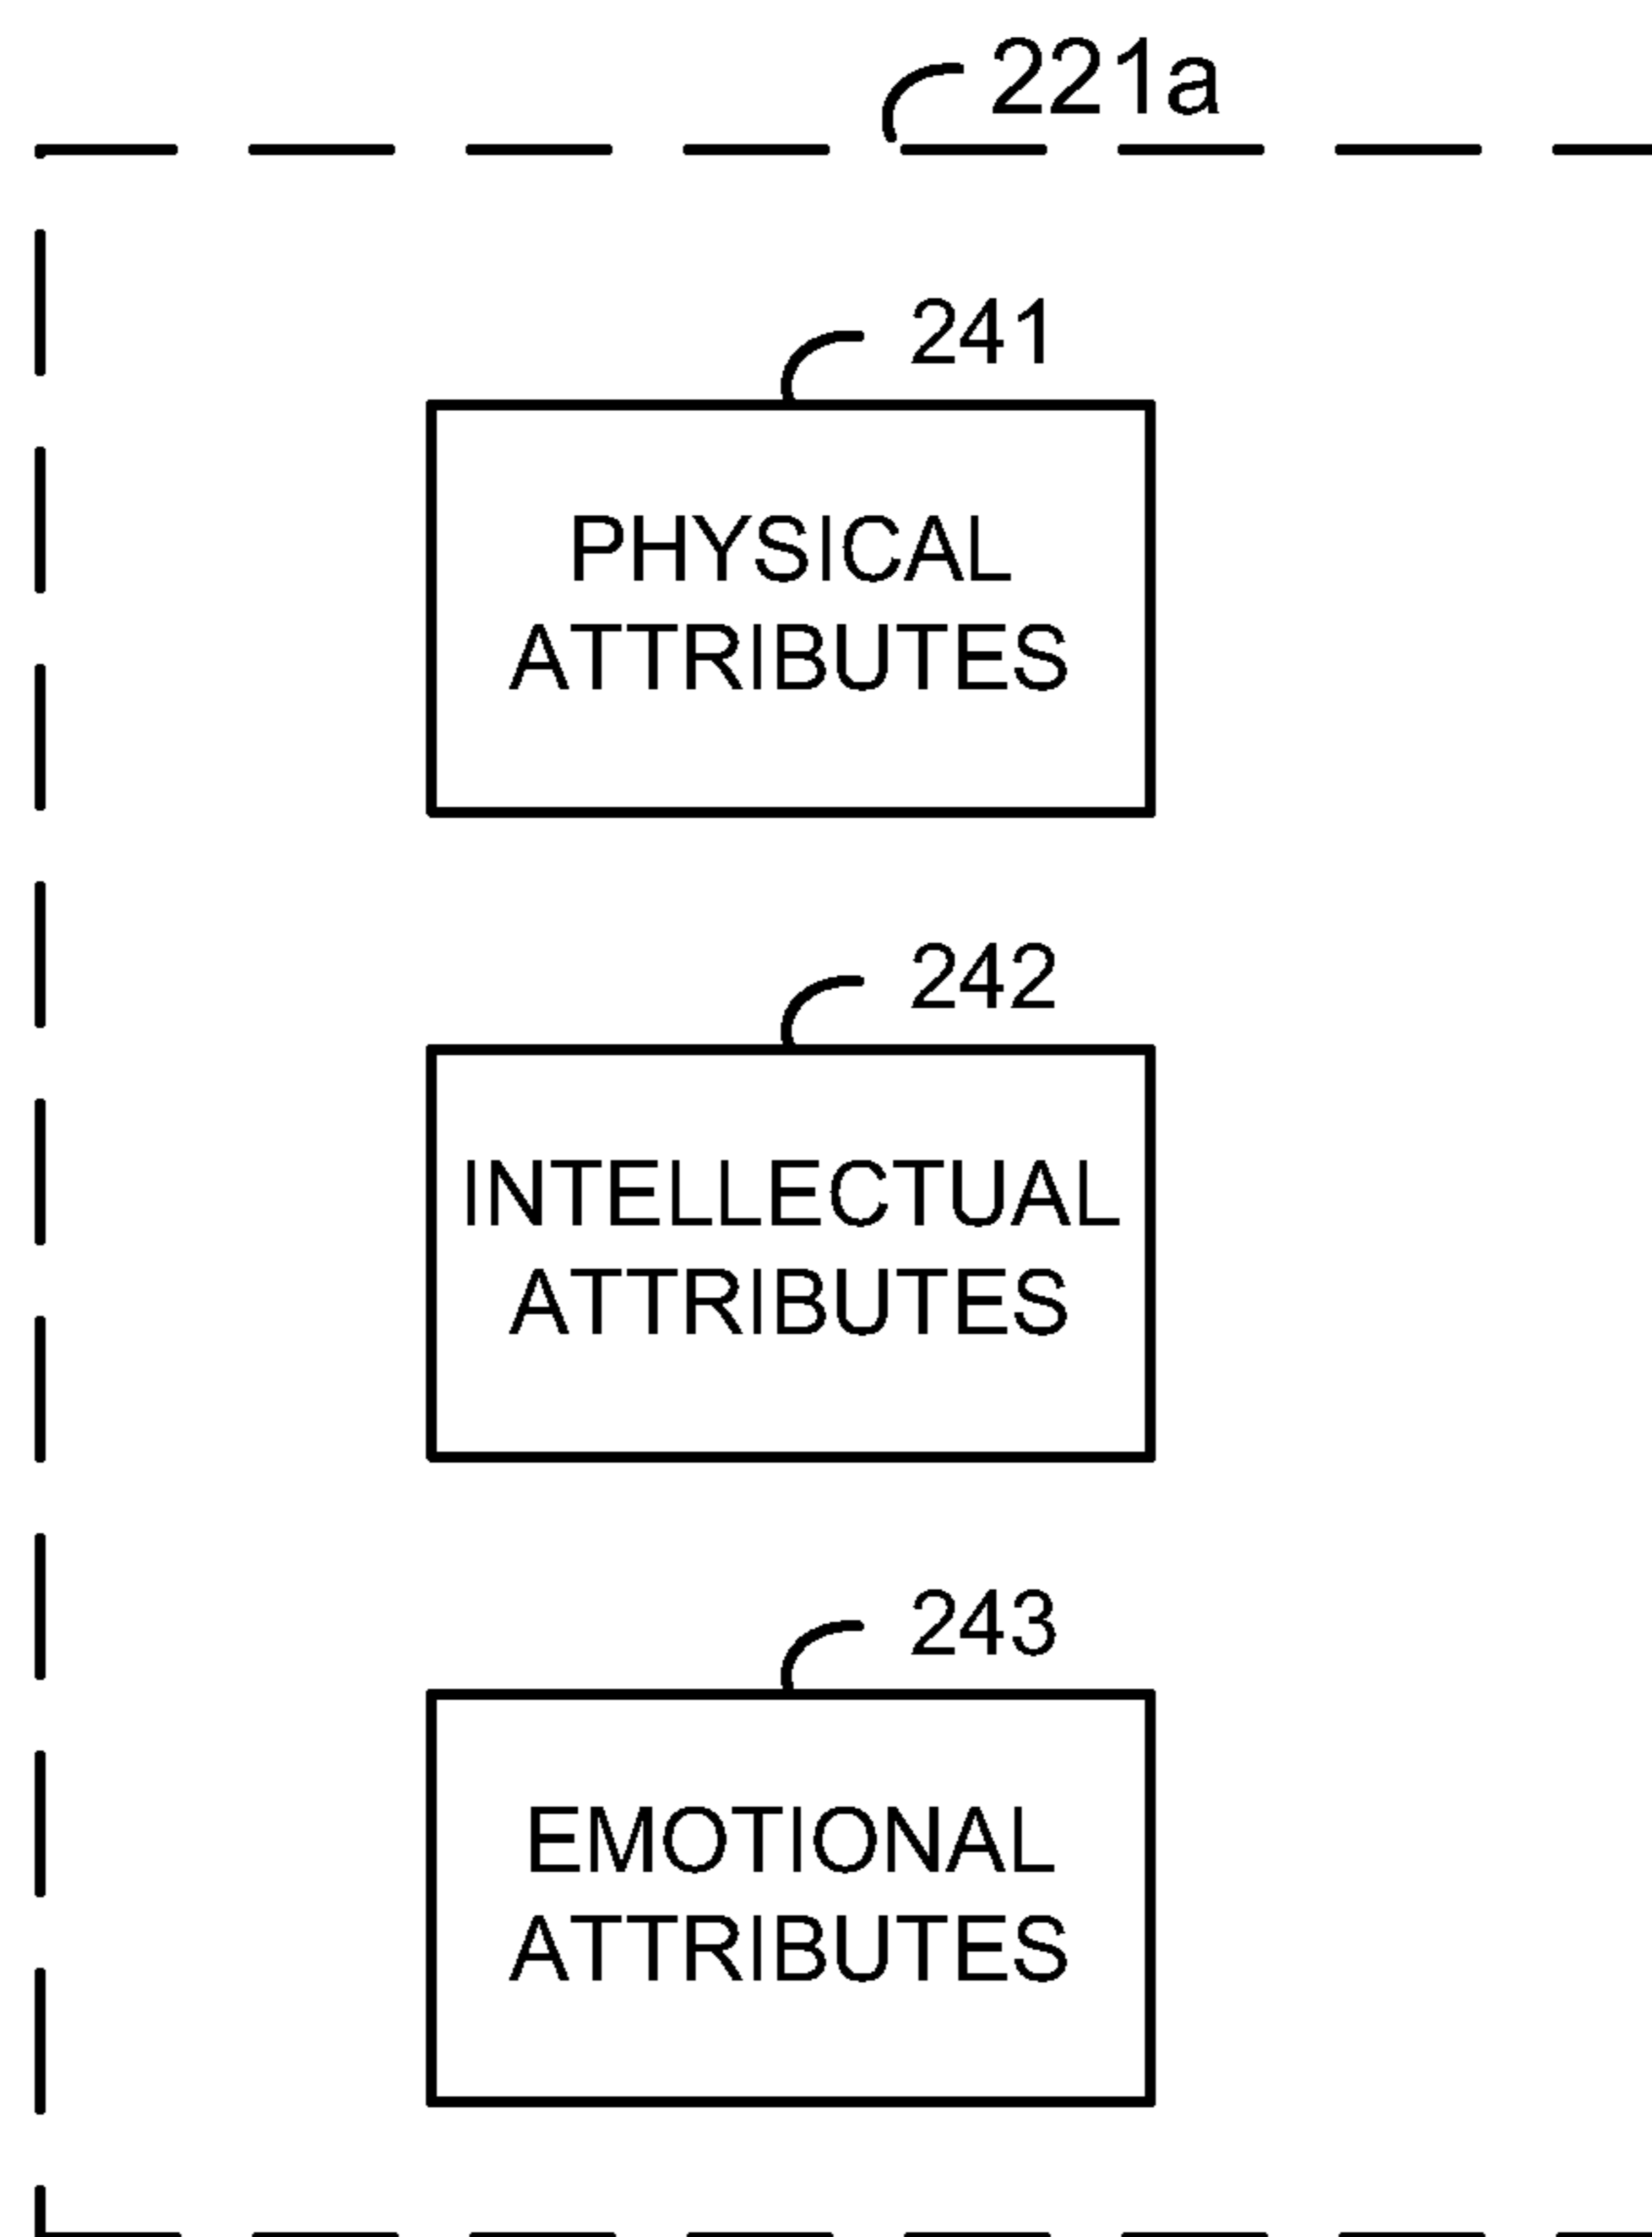 221a
241
PHYSICAL
ATTRIBUTES
242
INTELLECTUAL
ATTRIBUTES
243
EMOTIONAL
ATTRIBUTES